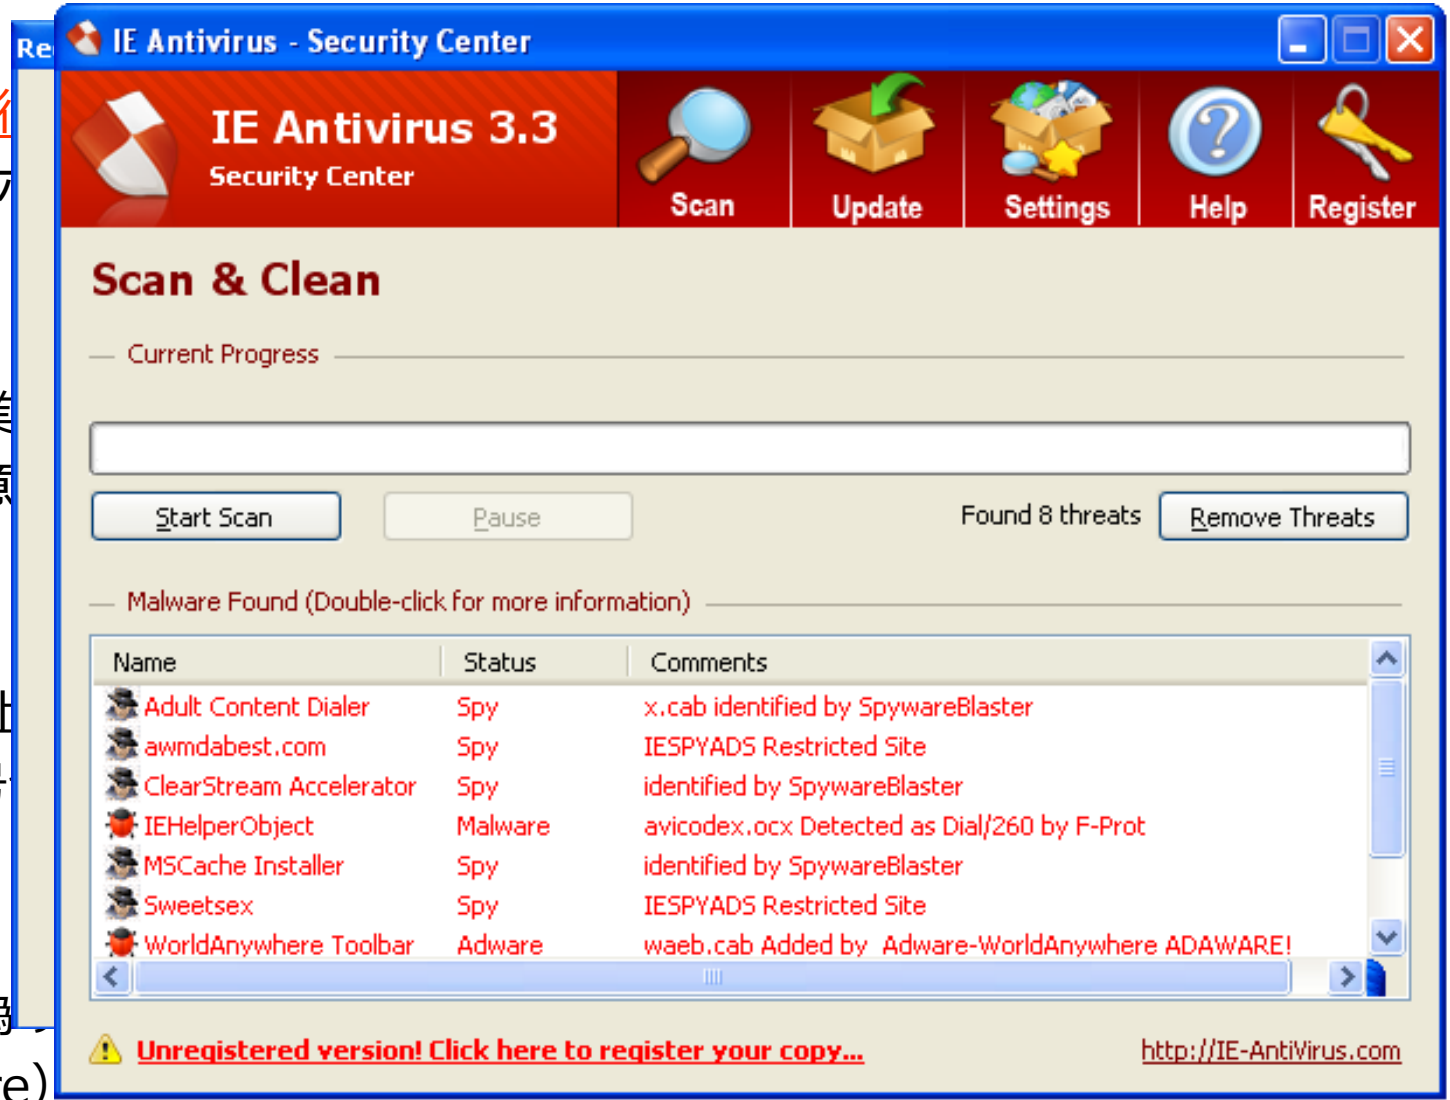 Re
IE Antivirus - Security Center
IE Antivirus 3.3
Security Center
Scan
Update
Settings
Help
Register
Scan & Clean
Current Progress
Start Scan
Pause
Found 8 threats
Remove Threats
Malware Found (Double-click for more information)
Name Status Comments
Adult Content Dialer Spy x.cab identified by SpywareBlaster
awmdabest.com Spy IESPYADS Restricted Site
ClearStream Accelerator Spy identified by SpywareBlaster
IEHelperObject Malware avicodex.ocx Detected as Dial/260 by F-Prot
MSCache Installer Spy identified by SpywareBlaster
Sweetsex Spy IESPYADS Restricted Site
WorldAnywhere Toolbar Adware waeb.cab Added by Adware-WorldAnywhere ADAWARE!
Unregistered version! Click here to register your copy...
http://IE-AntiVirus.com
re)